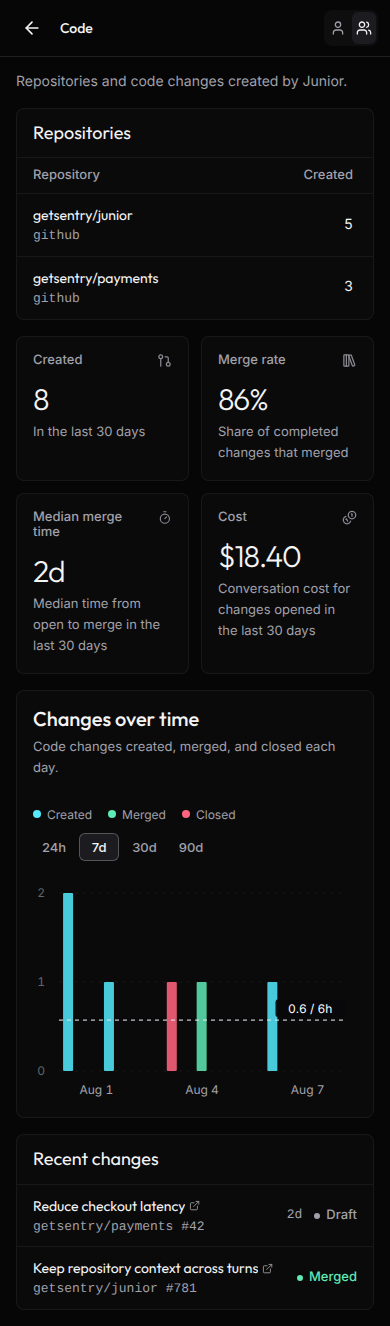 Code
Repositories and code changes created by Junior.
Repositories
Repository Created
getsentry/junior
github
5
getsentry/payments
github
3
Created
8
In the last 30 days
Merge rate
86%
Share of completed
changes that merged
Median merge
time
2d
Median time from
open to merge in the
last 30 days
Cost
$18.40
Conversation cost for
changes opened in
the last 30 days
Changes over time
Code changes created, merged, and closed each
day.
Created Merged Closed
24h 7d 30d 90d
2
1
0.6 / 6h
0
Aug 1 Aug 4 Aug 7
Recent changes
Reduce checkout latency
getsentry/payments #42
2d Draft
Keep repository context across turns
getsentry/junior #781
Merged